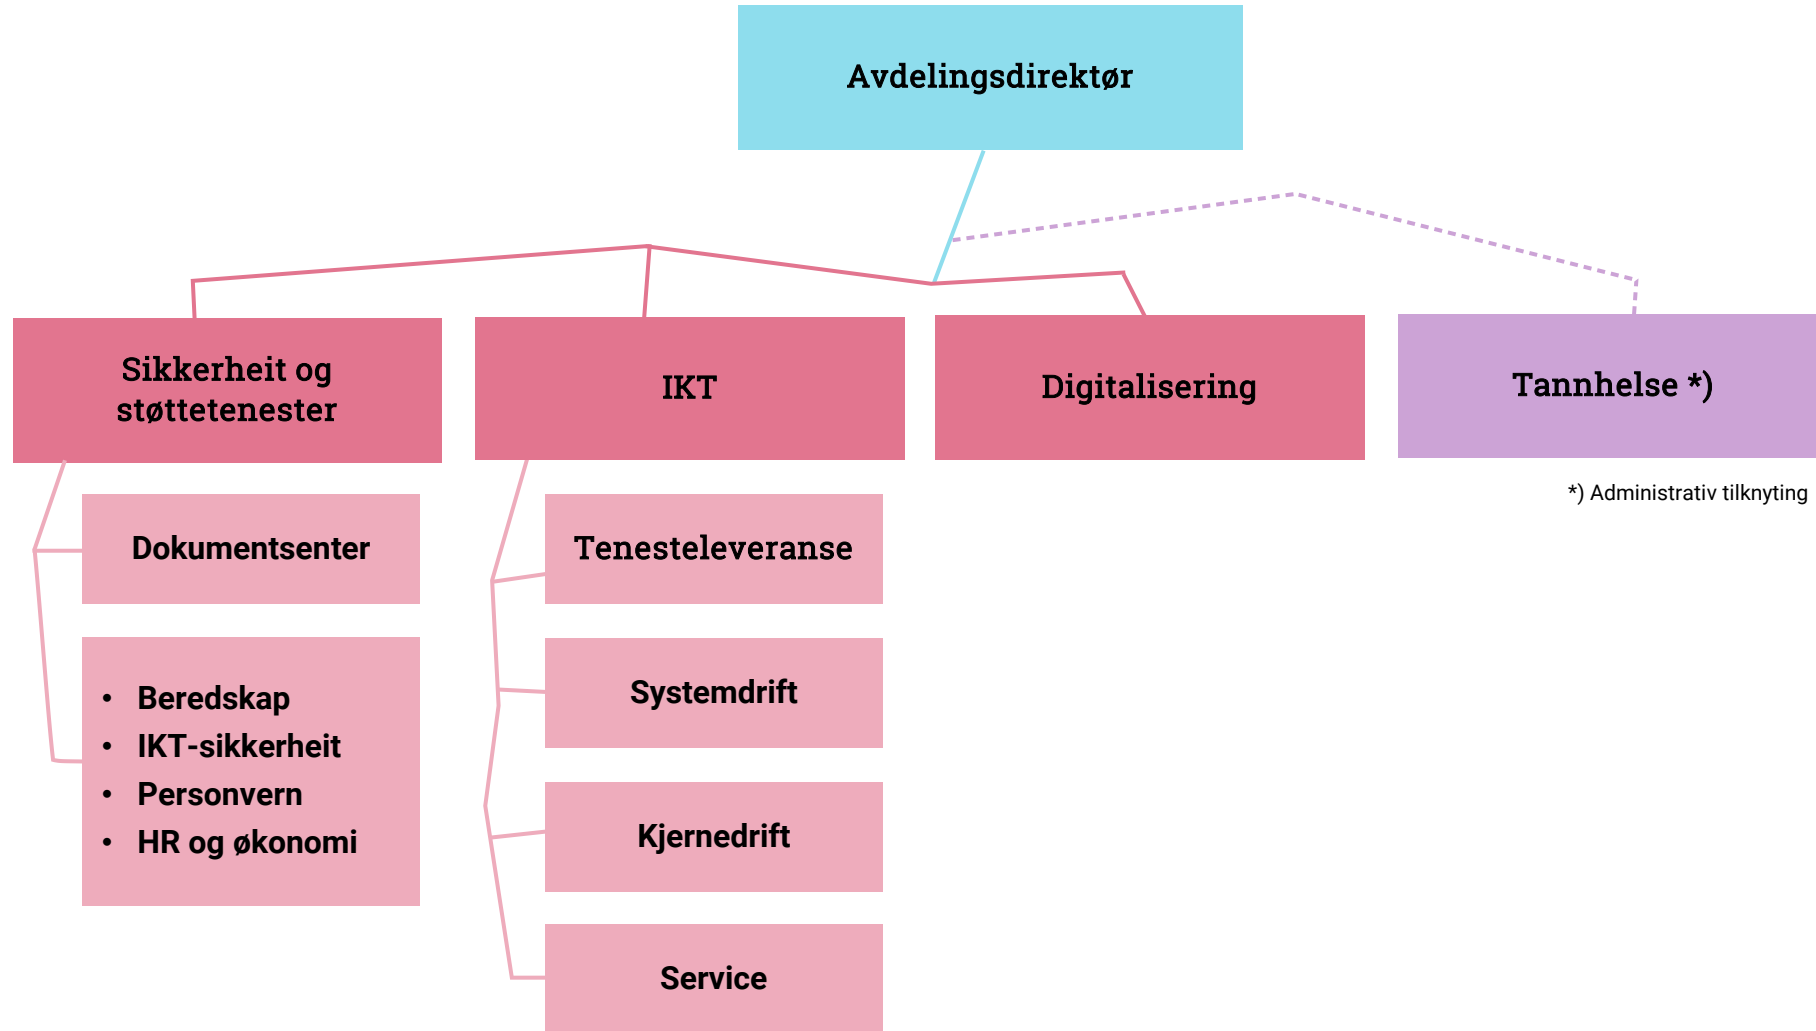 Avdelingsdirektør
Sikkerheit og
støttetenester
IKT
Digitalisering
Tannhelse *)
*) Administrativ tilknyting
Dokumentsenter
• Beredskap
• IKT-sikkerheit
• Personvern
• HR og økonomi
Tenesteleveranse
Systemdrift
Kjernedrift
Service